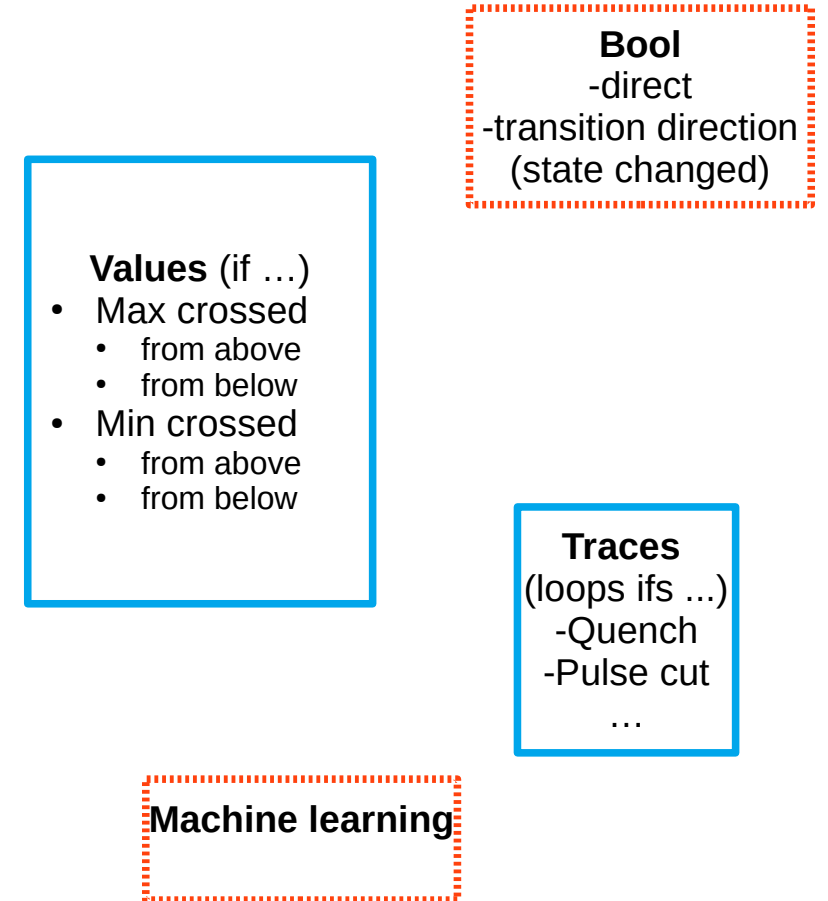 Bool
-direct
-transition direction
(state changed)
Values (if …)
• Max crossed
• from above
• from below
• Min crossed
• from above
• from below
Traces
(loops ifs ...)
-Quench
-Pulse cut
…
Machine learning